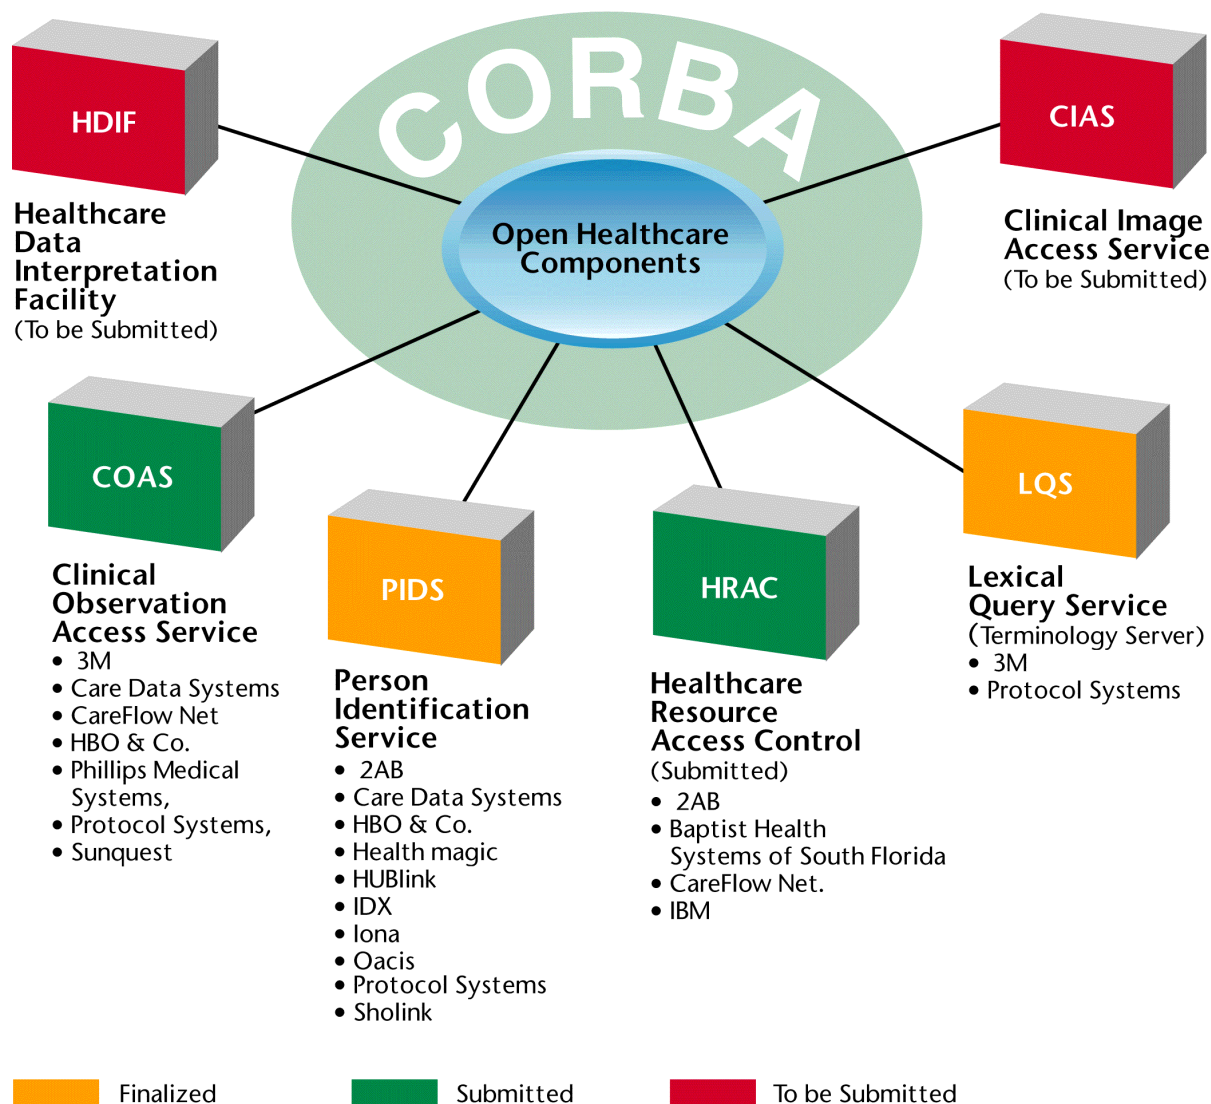 CORBA
HDIF
CIAS
Healthcare
Data
Interpretation
Facility
(To be Submitted)
Open Healthcare
Components
Clinical Image
Access Service
(To be Submitted)
COAS
Clinical
Observation
Access Service
• 3M
• Care Data Systems
• CareFlow Net
• HBO & Co.
• Phillips Medical
Systems,
• Protocol Systems,
• Sunquest
PIDS
Person
Identification
Service
• 2AB
• Care Data Systems
• HBO & Co.
• Health magic
• HUBlink
• IDX
• Iona
• Oacis
• Protocol Systems
• Sholink
HRAC
Healthcare
Resource
Access Control
(Submitted)
• 2AB
• Baptist Health
Systems of South Florida
• CareFlow Net.
• IBM
LQS
Lexical
Query Service
(Terminology Server)
• 3M
• Protocol Systems
Finalized
Submitted
To be Submitted